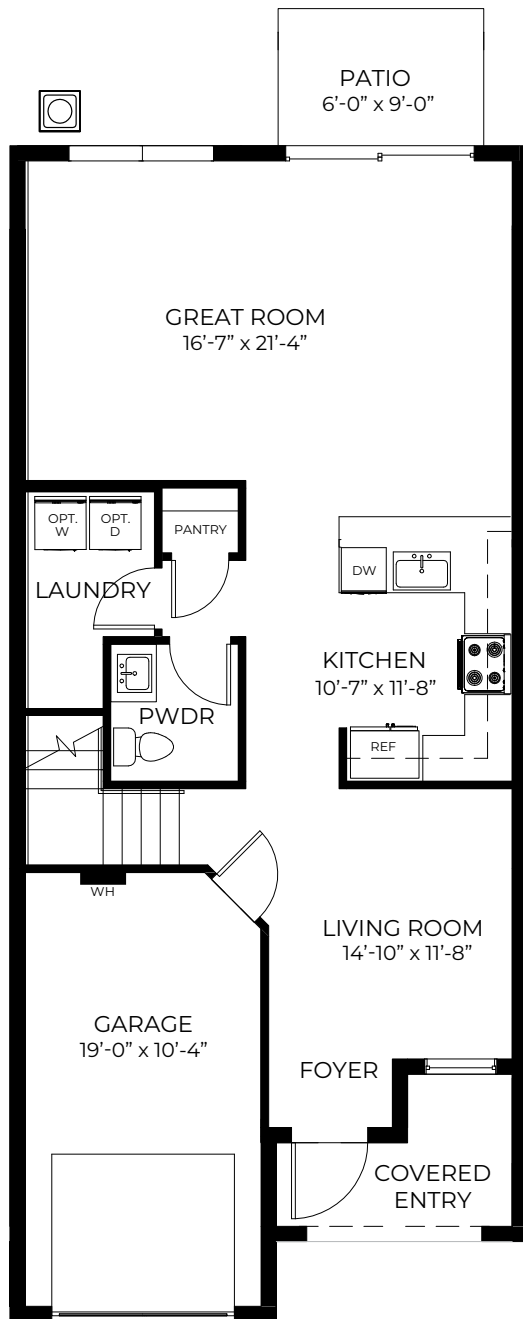 PATIO
6’-0” x 9’-0”
GREAT ROOM
16’-7” x 21’-4”
OPT.
W
OPT.
D
PANTRY
LAUNDRY
DW
KITCHEN
10’-7” x 11’-8”
PWDR
REF
WH
LIVING ROOM
14’-10” x 11’-8”
GARAGE
19’-0” x 10’-4”
FOYER
COVERED
ENTRY